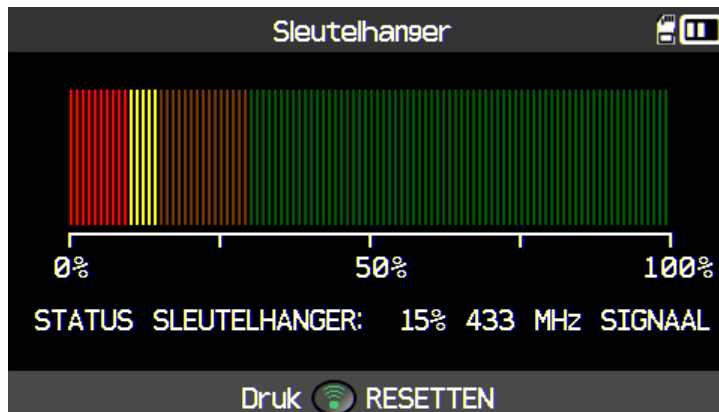 Sleutelhanger
0% 50% 100%
STATUS SLEUTELHANGER: 15% 433 MHz SIGNAAL
Druk RESETTEN